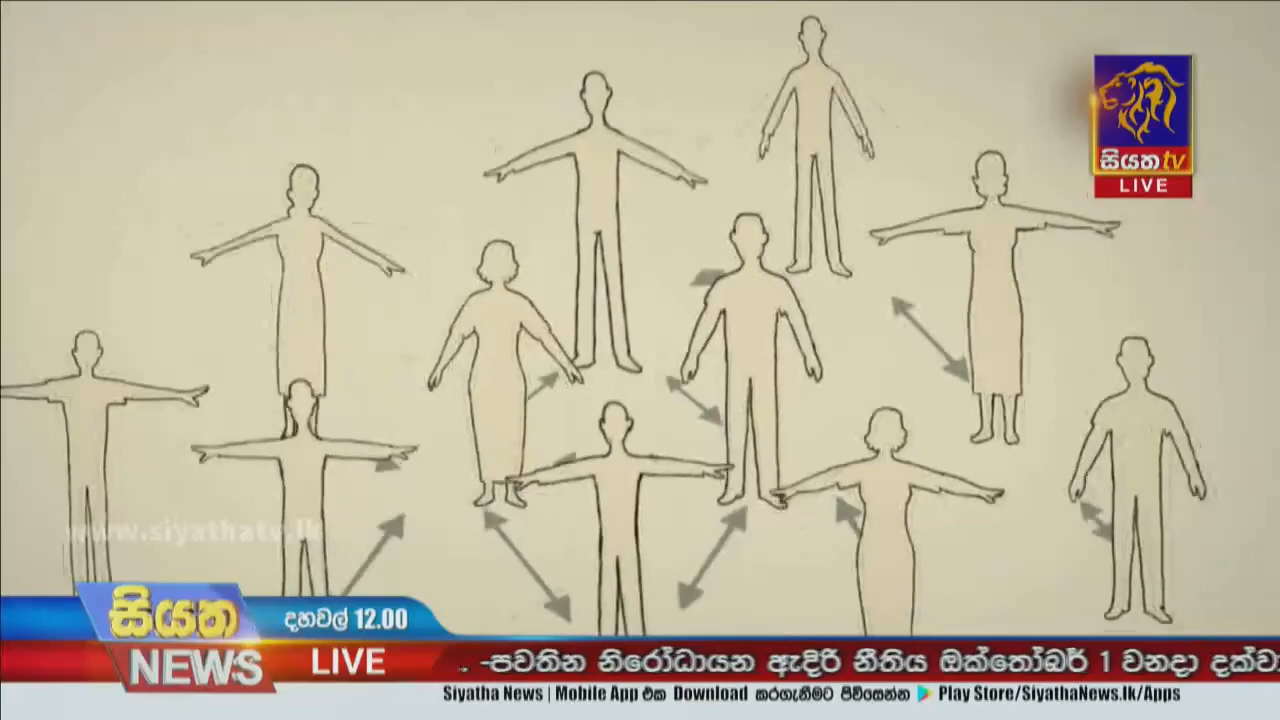 සියත tv
LIVE
www.siyathatv.lk
සියත
දහවල් 12.00
NEWS
LIVE
.. -පවතින නිරෝධායන ඇඳිරි නීතිය ඔක්තෝබර් 1 වනදා දක්වා
Siyatha News | Mobile App එක Download කරගැනීමට පිවිසෙන්න Play Store/SiyathaNews.lk/Apps